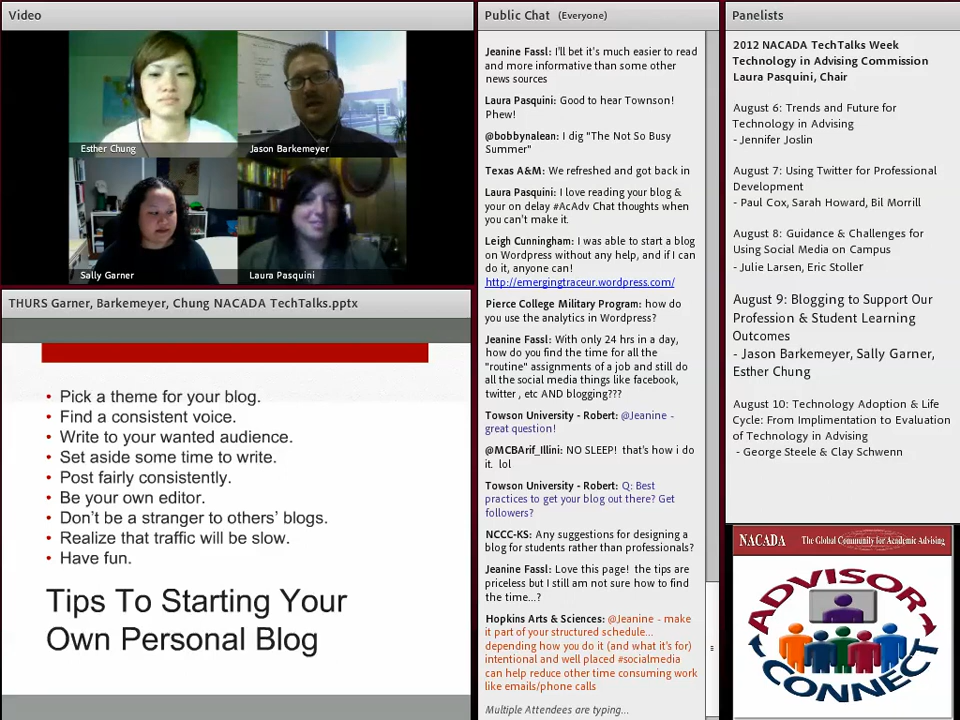 Video
Esther Chung
Jason Barkemeyer
Sally Garner
Laura Pasquini
THURS Garner, Barkemeyer, Chung NACADA TechTalks.pptx
• Pick a theme for your blog.
• Find a consistent voice.
• Write to your wanted audience.
• Set aside some time to write.
• Post fairly consistently.
• Be your own editor.
• Don't be a stranger to others' blogs.
• Realize that traffic will be slow.
• Have fun.
Tips To Starting Your
Own Personal Blog
Public Chat (Everyone)
Jeanine Fassl: I'll bet it's much easier to read
and more informative than some other
news sources
Laura Pasquini: Good to hear Townson!
Phew!
@bobbynalean: I dig "The Not So Busy
Summer"
Texas A&M: We refreshed and got back in
Laura Pasquini: I love reading your blog &
your on delay #AcAdv Chat thoughts when
you can't make it.
Leigh Cunningham: I was able to start a blog
on Wordpress without any help, and if I can
do it, anyone can!
http://emergingtraceur.wordpress.com/
Pierce College Military Program: how do
you use the analytics in Wordpress?
Jeanine Fassl: With only 24 hrs in a day,
how do you find the time for all the
"routine" assignments of a job and still do
all the social media things like facebook,
twitter , etc AND blogging???
Towson University - Robert: @Jeanine -
great question!
@MCBArif_Illini: NO SLEEP! that's how i do
it. lol
Towson University - Robert: Q: Best
practices to get your blog out there? Get
followers?
NCCC-KS: Any suggestions for designing a
blog for students rather than professionals?
Jeanine Fassl: Love this page! the tips are
priceless but I still am not sure how to find
the time...?
Hopkins Arts & Sciences: @Jeanine - make
it part of your structured schedule...
depending how you do it (and what it's for)
intentional and well placed #socialmedia
can help reduce other time consuming work
like emails/phone calls
Multiple Attendees are typing...
Panelists
2012 NACADA TechTalks Week
Technology in Advising Commission
Laura Pasquini, Chair
August 6: Trends and Future for
Technology in Advising
- Jennifer Joslin
August 7: Using Twitter for Professional
Development
- Paul Cox, Sarah Howard, Bil Morrill
August 8: Guidance & Challenges for
Using Social Media on Campus
- Julie Larsen, Eric Stoller
August 9: Blogging to Support Our
Profession & Student Learning
Outcomes
- Jason Barkemeyer, Sally Garner,
Esther Chung
August 10: Technology Adoption & Life
Cycle: From Implimentation to Evaluation
of Technology in Advising
- George Steele & Clay Schwenn
NACADA The Global Community for Academic Advising
ADVISOR
CONNECT